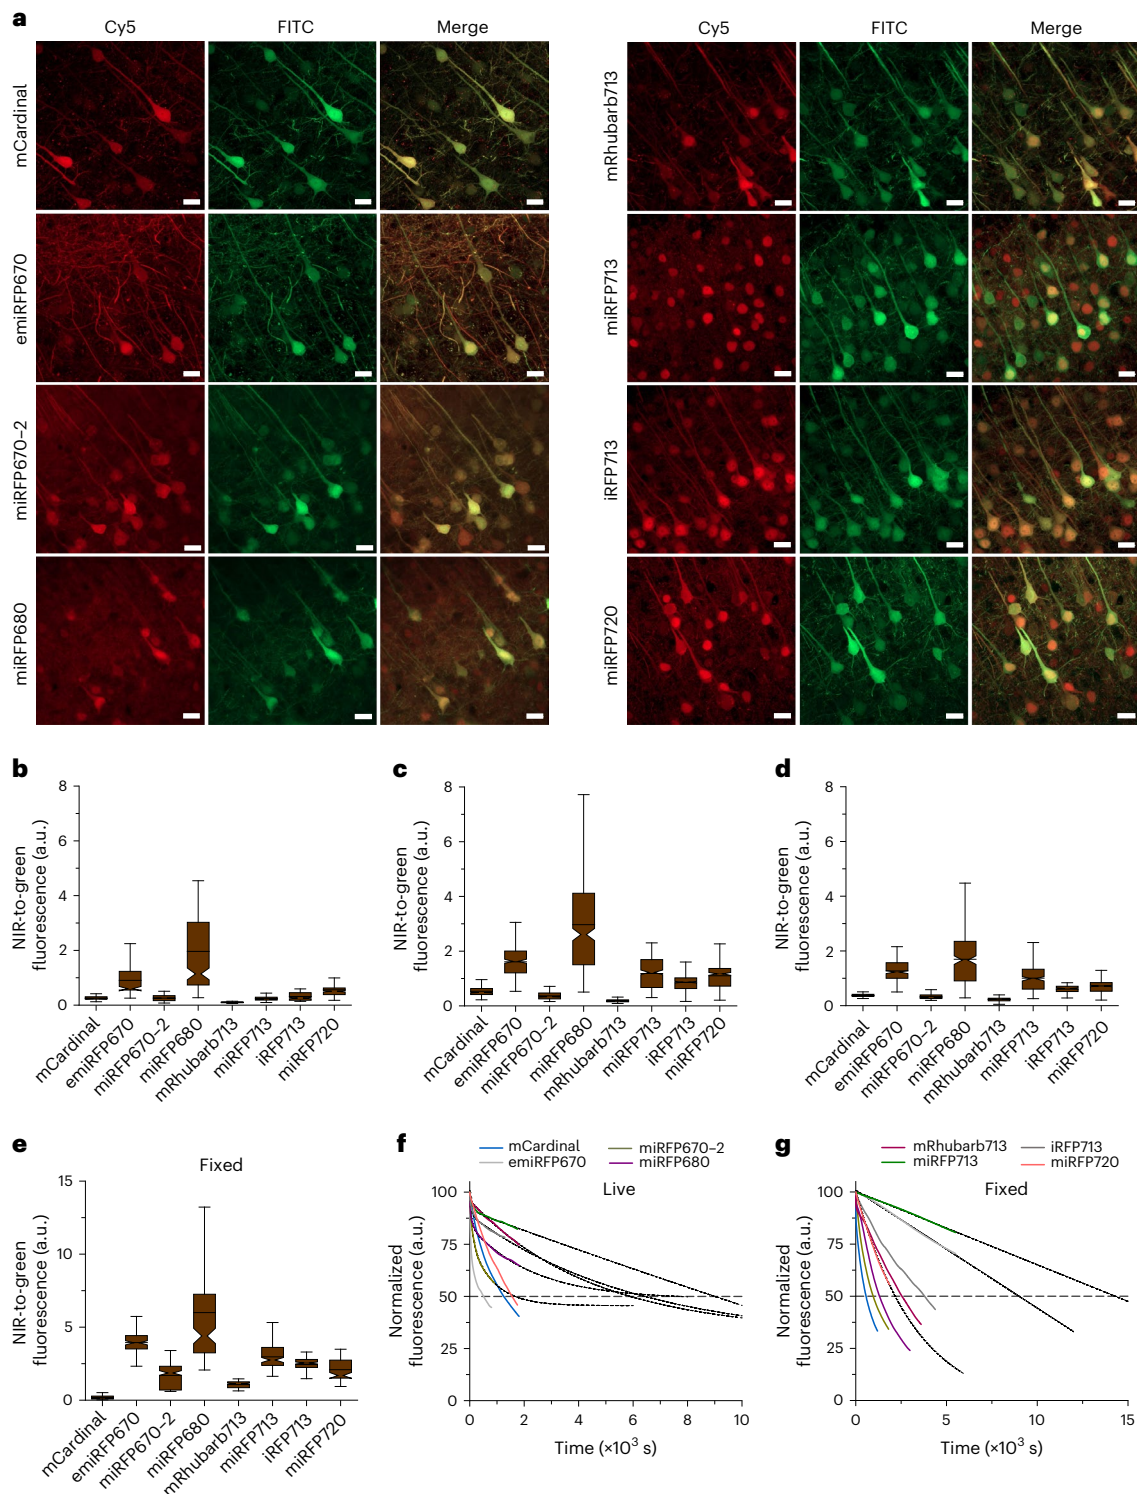 a
Cy5 FITC Merge
Cy5 FITC Merge
mCardinal
emiRFP670
miRFP670–2
miRFP680
mRhubarb713
miRFP713
iRFP713
miRFP720
b
NIR-to-green
fluorescence (a.u.)
8
6
4
2
0
mCardinal
emiRFP670
miRFP670–2
miRFP680
mRhubarb713
miRFP713
iRFP713
miRFP720
c
NIR-to-green
fluorescence (a.u.)
8
6
4
2
0
mCardinal
emiRFP670
miRFP670–2
miRFP680
mRhubarb713
miRFP713
iRFP713
miRFP720
d
NIR-to-green
fluorescence (a.u.)
8
6
4
2
0
mCardinal
emiRFP670
miRFP670–2
miRFP680
mRhubarb713
miRFP713
iRFP713
miRFP720
e
Fixed
NIR-to-green
fluorescence (a.u.)
15
10
5
0
mCardinal
emiRFP670
miRFP670–2
miRFP680
mRhubarb713
miRFP713
iRFP713
miRFP720
f
mCardinal miRFP670–2
emiRFP670 miRFP680
Live
Normalized
fluorescence (a.u.)
100
75
50
25
0
0 2 4 6 8 10
Time (×10³ s)
g
mRhubarb713 iRFP713
miRFP713 miRFP720
Fixed
Normalized
fluorescence (a.u.)
100
75
50
25
0
0 5 10 15
Time (×10³ s)